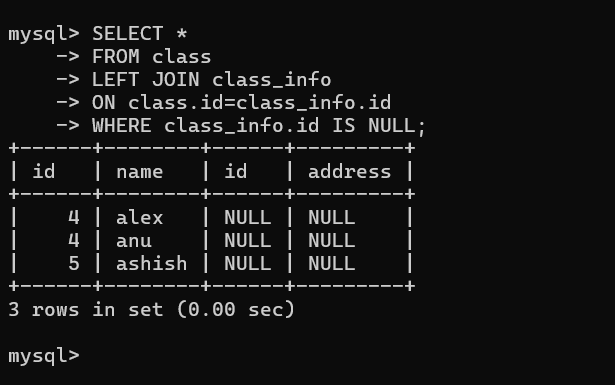 mysql> SELECT *
    -> FROM class
    -> LEFT JOIN class_info
    -> ON class.id=class_info.id
    -> WHERE class_info.id IS NULL;
+------+--------+------+---------+
| id   | name   | id   | address |
+------+--------+------+---------+
|    4 | alex   | NULL | NULL    |
|    4 | anu    | NULL | NULL    |
|    5 | ashish | NULL | NULL    |
+------+--------+------+---------+
3 rows in set (0.00 sec)

mysql>